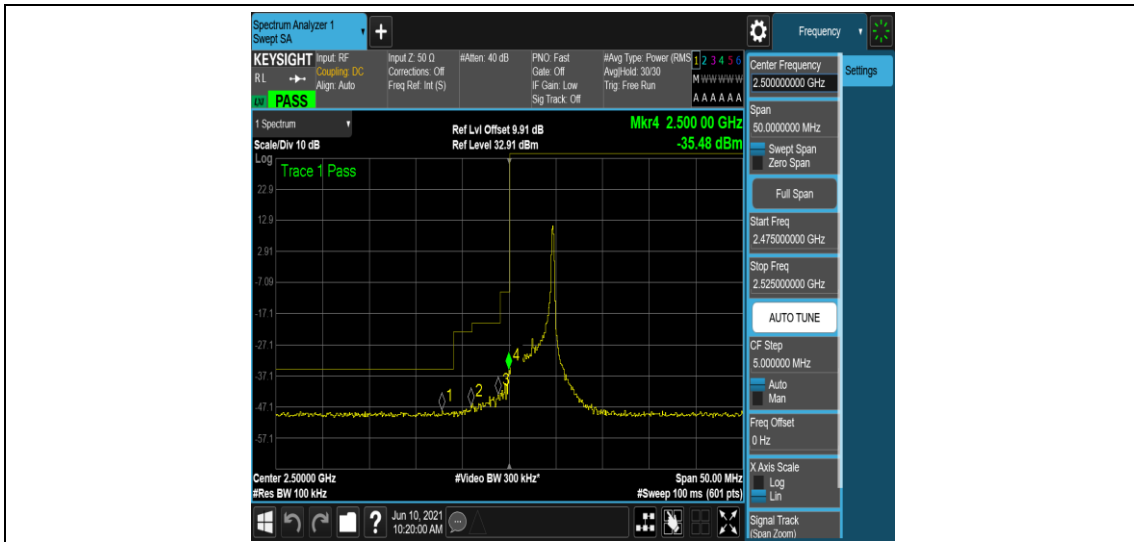 Spectrum Analyzer 1
Swept SA
+
Frequency
KEYSIGHT
RL
Input: RF
Coupling: DC
Align: Auto
Input Z: 50 Ω
Corrections: Off
Freq Ref: Int (S)
#Atten: 40 dB
PNO: Fast
Gate: Off
IF Gain: Low
Sig Track: Off
#Avg Type: Power (RMS
Avg|Hold: 30/30
Trig: Free Run
1 2 3 4 5 6
M W W W W W
A A A A A A
LXI
PASS
1 Spectrum
Scale/Div 10 dB
Ref Lvl Offset 9.91 dB
Ref Level 32.91 dBm
Mkr4 2.500 00 GHz
-35.48 dBm
Log
Trace 1 Pass
22.9
12.9
2.91
-7.09
-17.1
-27.1
-37.1
-47.1
-57.1
1
2
3
4
Center 2.50000 GHz
#Res BW 100 kHz
#Video BW 300 kHz*
Span 50.00 MHz
#Sweep 100 ms (601 pts)
?
Jun 10, 2021
10:20:00 AM
Center Frequency
2.500000000 GHz
Settings
Span
50.0000000 MHz
Swept Span
Zero Span
Full Span
Start Freq
2.475000000 GHz
Stop Freq
2.525000000 GHz
AUTO TUNE
CF Step
5.000000 MHz
Auto
Man
Freq Offset
0 Hz
X Axis Scale
Log
Lin
Signal Track
(Span Zoom)